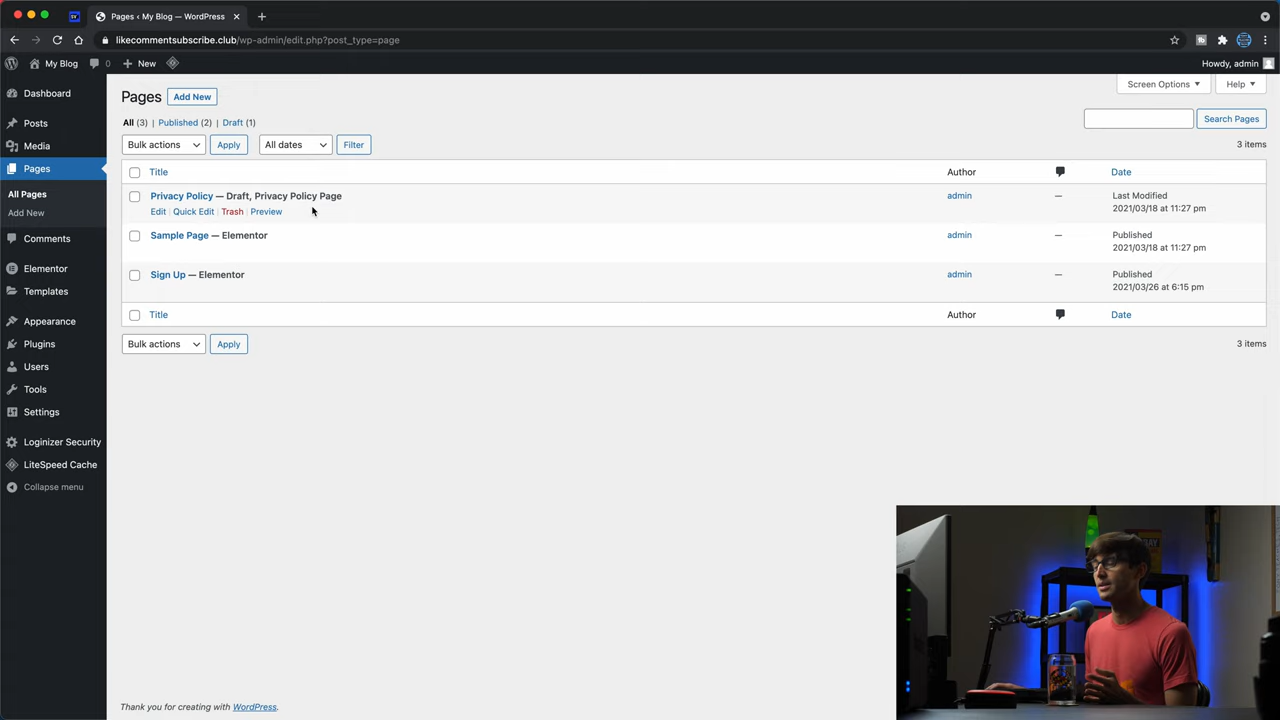 Pages ‹ My Blog — WordPress
likecommentsubscribe.club/wp-admin/edit.php?post_type=page
My Blog 0 New Howdy, admin
Dashboard
Posts
Media
Pages
All Pages
Add New
Comments
Elementor
Templates
Appearance
Plugins
Users
Tools
Settings
Loginizer Security
LiteSpeed Cache
Collapse menu
Screen Options Help
Pages Add New
All (3) | Published (2) | Draft (1)
Search Pages
Bulk actions Apply All dates Filter 3 items
Title Author Date
Privacy Policy — Draft, Privacy Policy Page admin — Last Modified
Edit | Quick Edit | Trash | Preview 2021/03/18 at 11:27 pm
Sample Page — Elementor admin — Published
2021/03/18 at 11:27 pm
Sign Up — Elementor admin — Published
2021/03/26 at 6:15 pm
Title Author Date
Bulk actions Apply 3 items
Thank you for creating with WordPress.